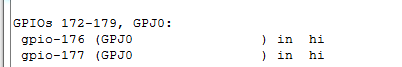 GPIOs 172-179, GPJ0:
 gpio-176 (GPJ0                ) in  hi
 gpio-177 (GPJ0                ) in  hi